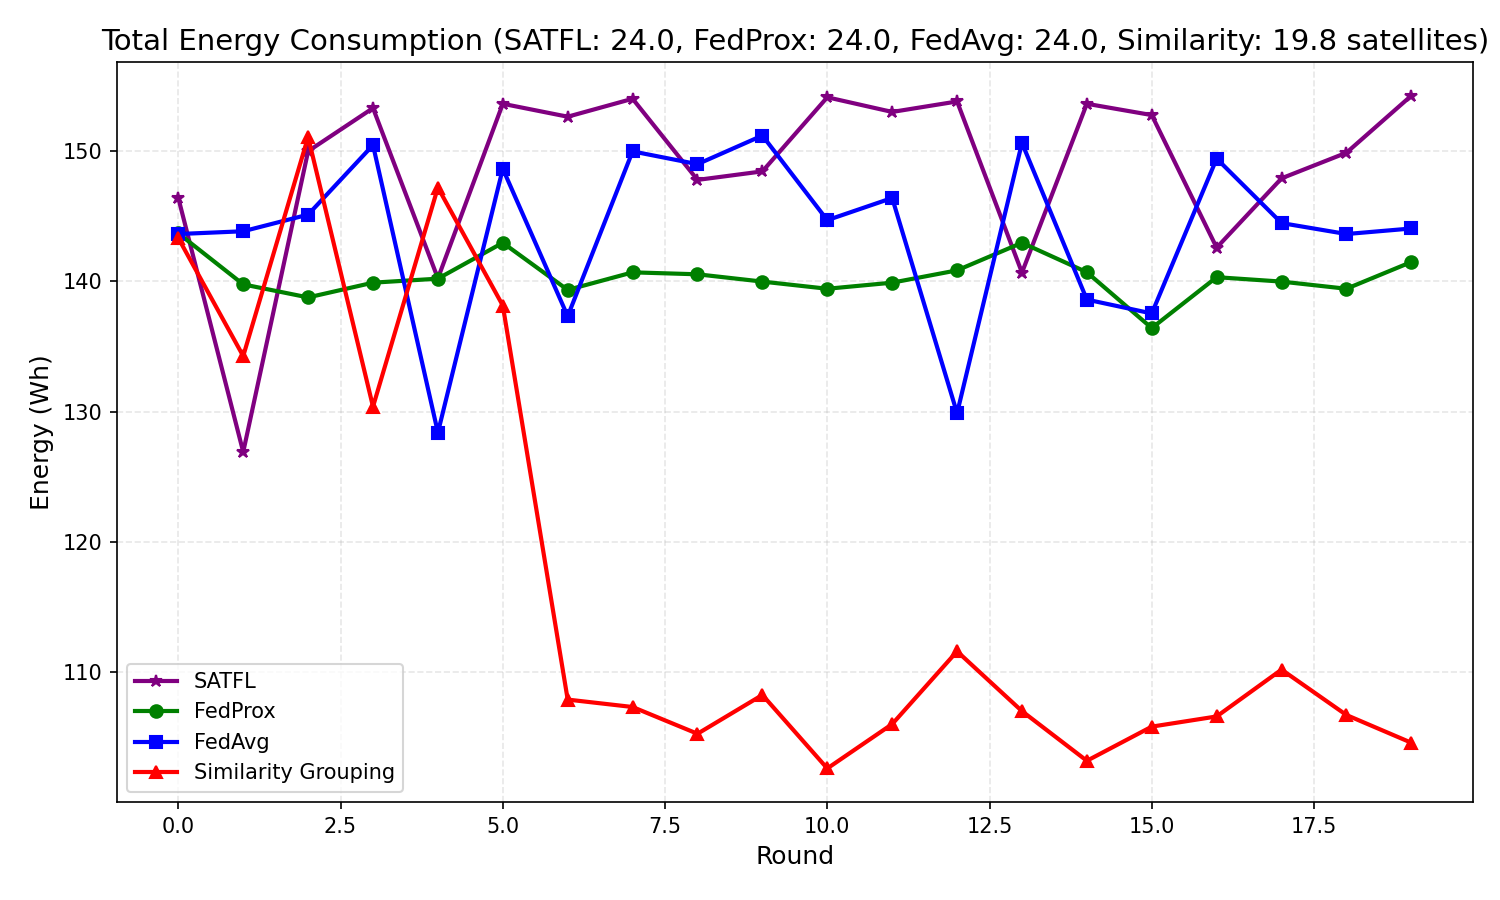 Total Energy Consumption (SATFL: 24.0, FedProx: 24.0, FedAvg: 24.0, Similarity: 19.8 satellites)
Energy (Wh)
150
140
130
120
110
SATFL
FedProx
FedAvg
Similarity Grouping
0.0 2.5 5.0 7.5 10.0 12.5 15.0 17.5
Round